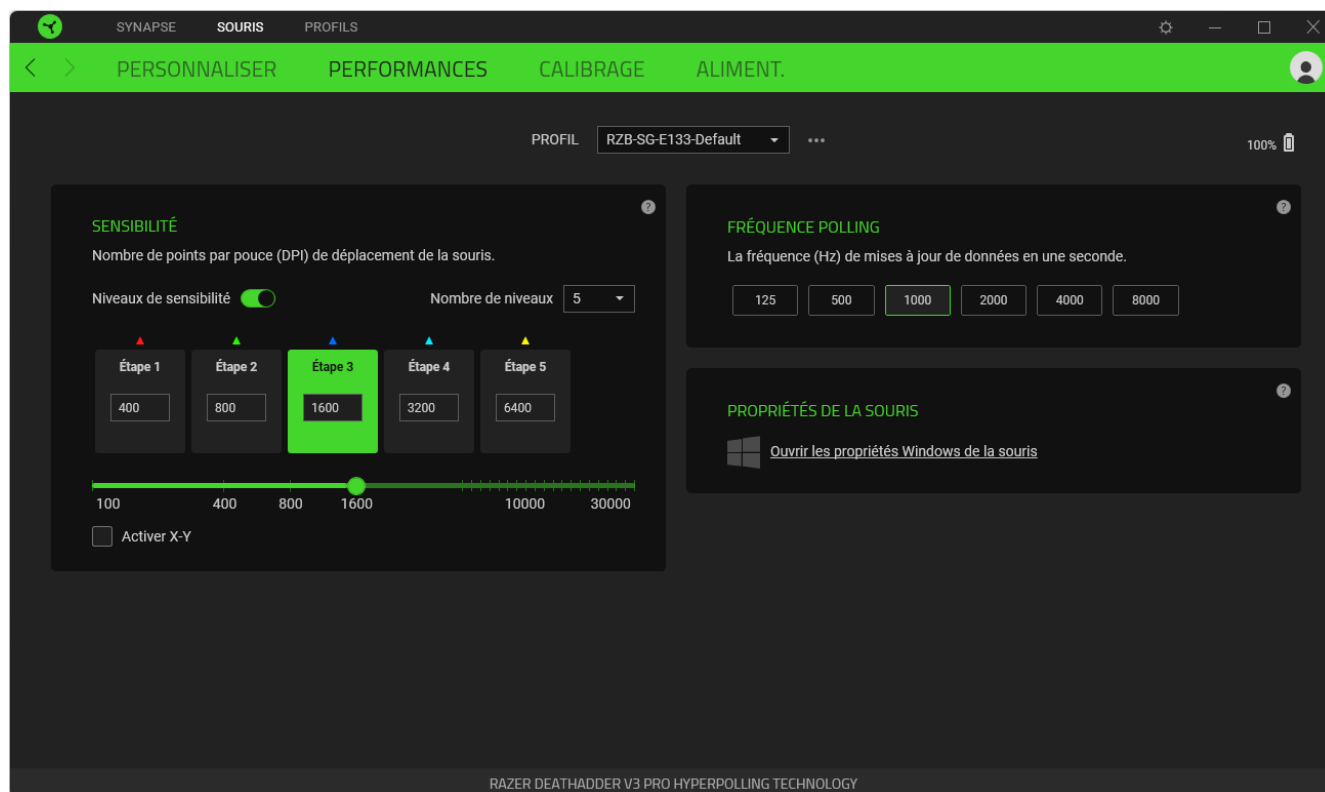 SYNAPSE SOURIS PROFILS
PERSONNALISER PERFORMANCES CALIBRAGE ALIMENT.
PROFIL RZB-SG-E133-Default
100%
SENSIBILITÉ
Nombre de points par pouce (DPI) de déplacement de la souris.
Niveaux de sensibilité Nombre de niveaux 5
Étape 1 Étape 2 Étape 3 Étape 4 Étape 5
400 800 1600 3200 6400
100 400 800 1600 10000 30000
Activer X-Y
FRÉQUENCE POLLING
La fréquence (Hz) de mises à jour de données en une seconde.
125 500 1000 2000 4000 8000
PROPRIÉTÉS DE LA SOURIS
Ouvrir les propriétés Windows de la souris
RAZER DEATHADDER V3 PRO HYPERPOLLING TECHNOLOGY